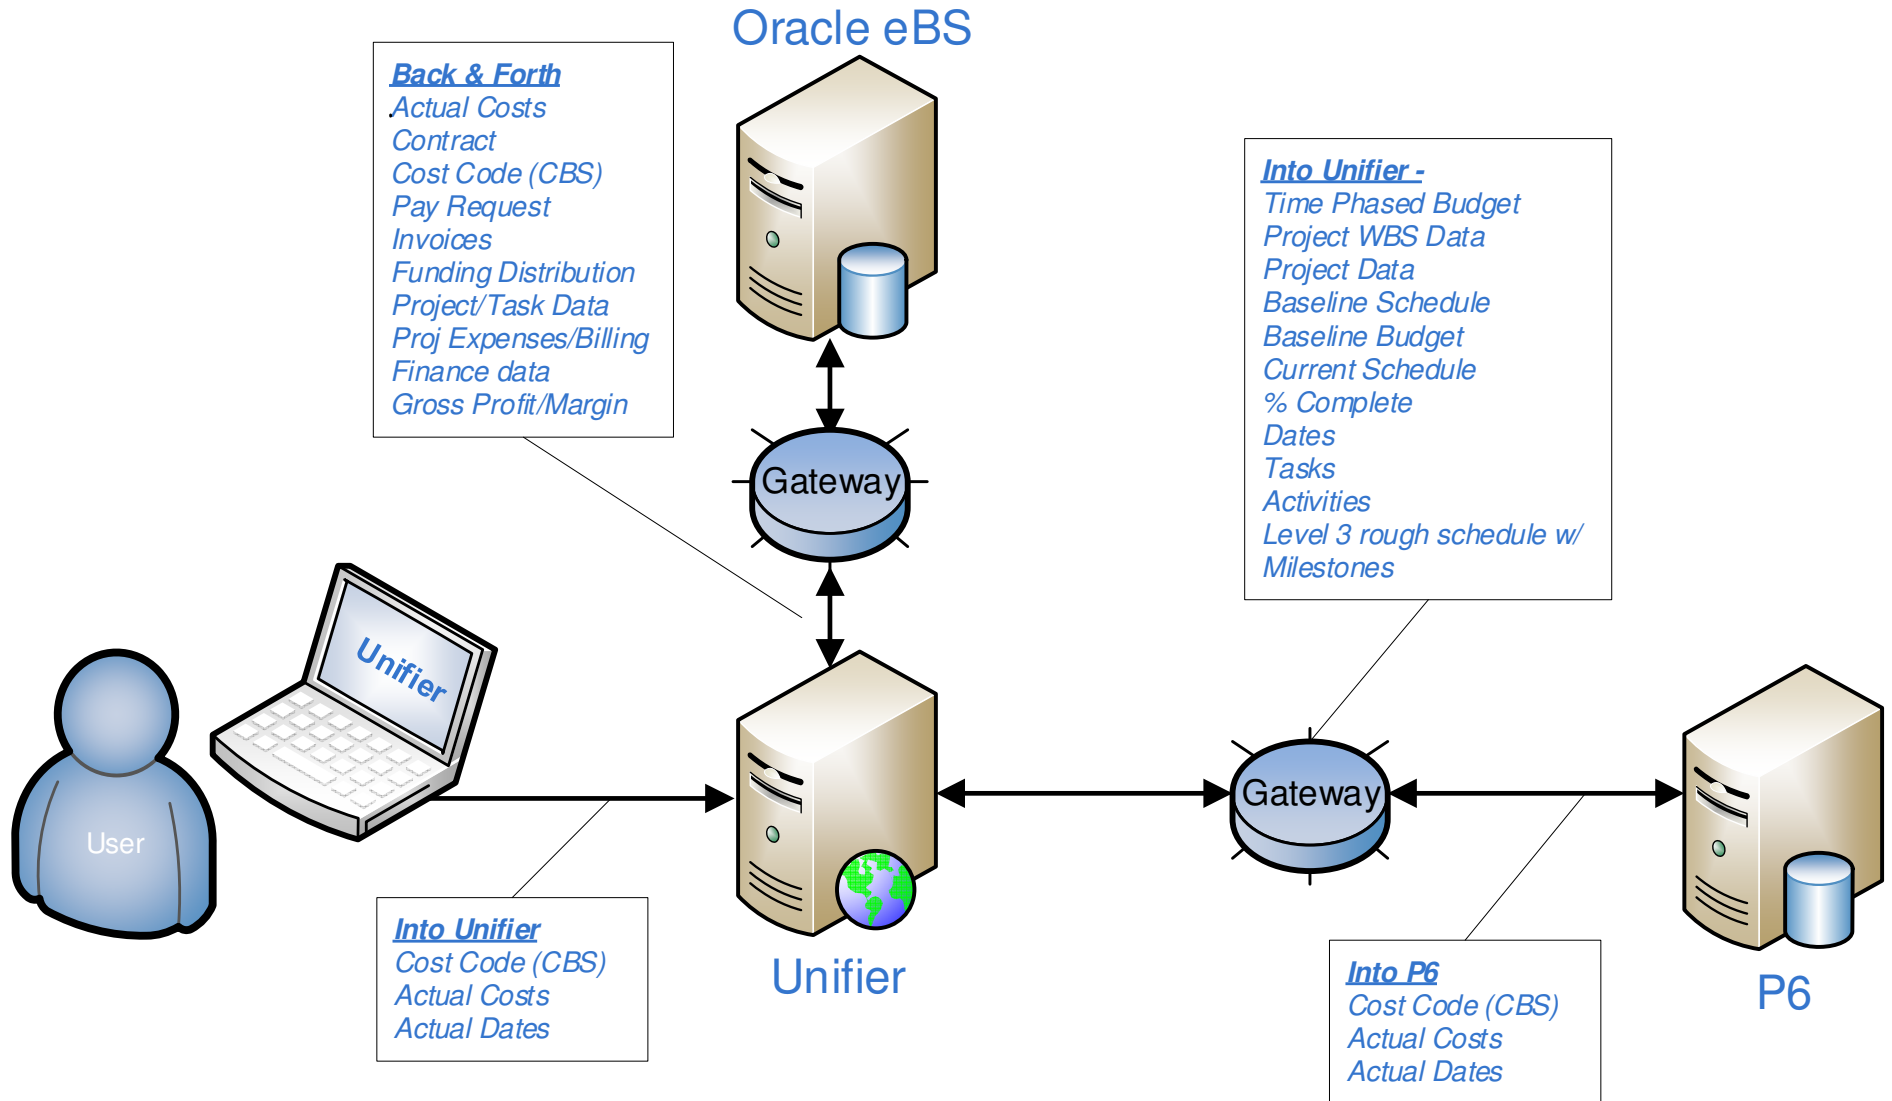 Oracle eBS
Back & Forth
Actual Costs
Contract
Cost Code (CBS)
Pay Request
Invoices
Funding Distribution
Project/Task Data
Proj Expenses/Billing
Finance data
Gross Profit/Margin
Into Unifier -
Time Phased Budget
Project WBS Data
Project Data
Baseline Schedule
Baseline Budget
Current Schedule
% Complete
Dates
Tasks
Activities
Level 3 rough schedule w/
Milestones
Gateway
Unifier
User
Gateway
Into Unifier
Cost Code (CBS)
Actual Costs
Actual Dates
Unifier
Into P6
Cost Code (CBS)
Actual Costs
Actual Dates
P6